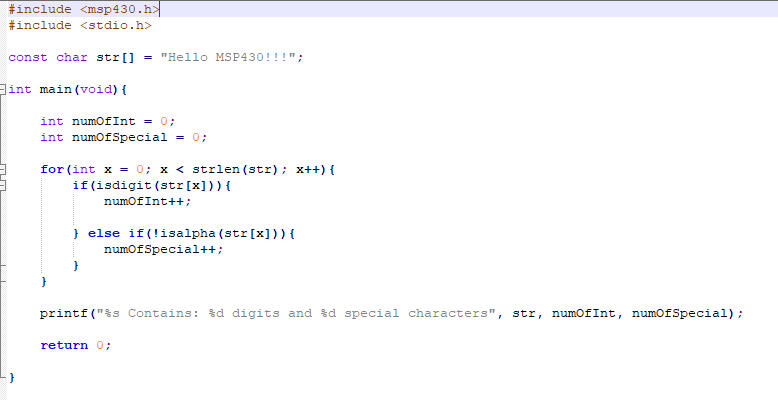 #include <msp430.h>
#include <stdio.h>
const char str[] = "Hello MSP430!!!";
int main(void){
int numOfInt = 0;
int numOfSpecial = 0;
for(int x = 0; x < strlen(str); x++){
if(isdigit(str[x])){
numOfInt++;
} else if(!isalpha(str[x])){
numOfSpecial++;
}
}
printf("%s Contains: %d digits and %d special characters", str, numOfInt, numOfSpecial);
return 0;
}